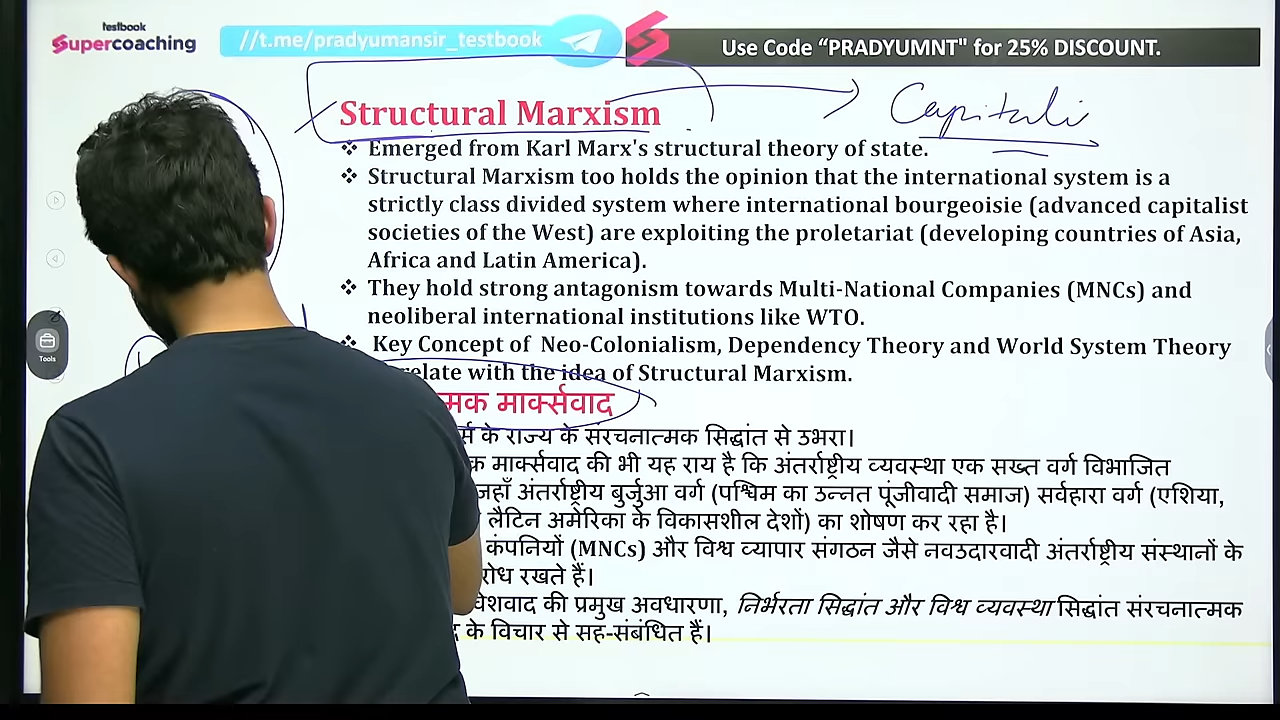 testbook
Supercoaching
//t.me/pradyumansir_testbook
Use Code “PRADYUMNT" for 25% DISCOUNT.
Structural Marxism
Capitali
❖ Emerged from Karl Marx's structural theory of state.
❖ Structural Marxism too holds the opinion that the international system is a
strictly class divided system where international bourgeoisie (advanced capitalist
societies of the West) are exploiting the proletariat (developing countries of Asia,
Africa and Latin America).
❖ They hold strong antagonism towards Multi-National Companies (MNCs) and
neoliberal international institutions like WTO.
❖ Key Concept of Neo-Colonialism, Dependency Theory and World System Theory
relate with the idea of Structural Marxism.
मार्क्सवाद
के राज्य के संरचनात्मक सिद्धांत से उभरा।
मार्क्सवाद की भी यह राय है कि अंतर्राष्ट्रीय व्यवस्था एक सख्त वर्ग विभाजित
जहाँ अंतर्राष्ट्रीय बुर्जुआ वर्ग (पश्चिम का उन्नत पूंजीवादी समाज) सर्वहारा वर्ग (एशिया,
लैटिन अमेरिका के विकासशील देशों) का शोषण कर रहा है।
कंपनियों (MNCs) और विश्व व्यापार संगठन जैसे नवउदारवादी अंतर्राष्ट्रीय संस्थानों के
रखते हैं।
की प्रमुख अवधारणा, निर्भरता सिद्धांत और विश्व व्यवस्था सिद्धांत संरचनात्मक
के विचार से सह-संबंधित हैं।
Tools